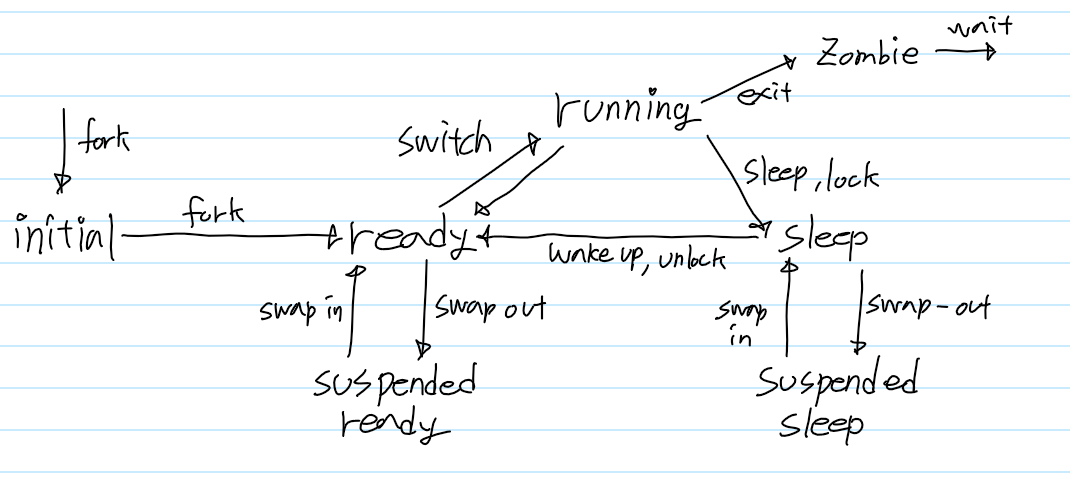 wait
Zombie
exit
running
switch
fork
sleep, lock
fork
initial
ready
sleep
wake up, unlock
swap in
swap out
swap
in
swap-out
suspended
ready
suspended
sleep